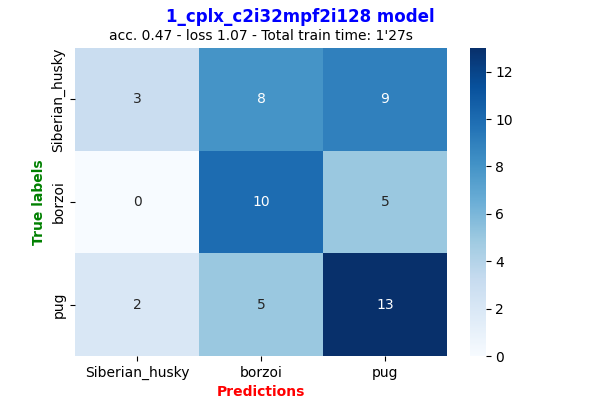 1_cplx_c2i32mpf2i128 model
acc. 0.47 - loss 1.07 - Total train time: 1'27s
True labels
Siberian_husky
borzoi
pug
3 8 9
0 10 5
2 5 13
Siberian_husky borzoi pug
Predictions
12
10
8
6
4
2
0